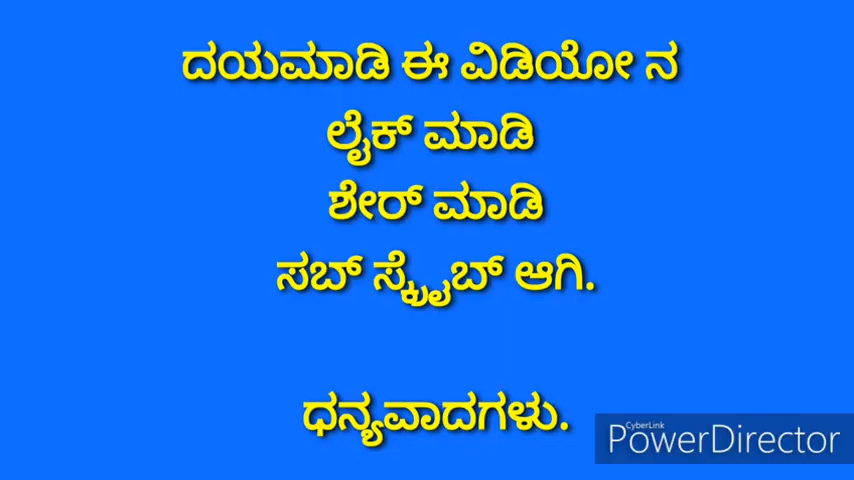 ದಯಮಾಡಿ ಈ ವಿಡಿಯೋ ನ
ಲೈಕ್ ಮಾಡಿ
ಶೇರ್ ಮಾಡಿ
ಸಬ್ ಸ್ಕ್ರೈಬ್ ಆಗಿ.
ಧನ್ಯವಾದಗಳು.
CyberLink
PowerDirector